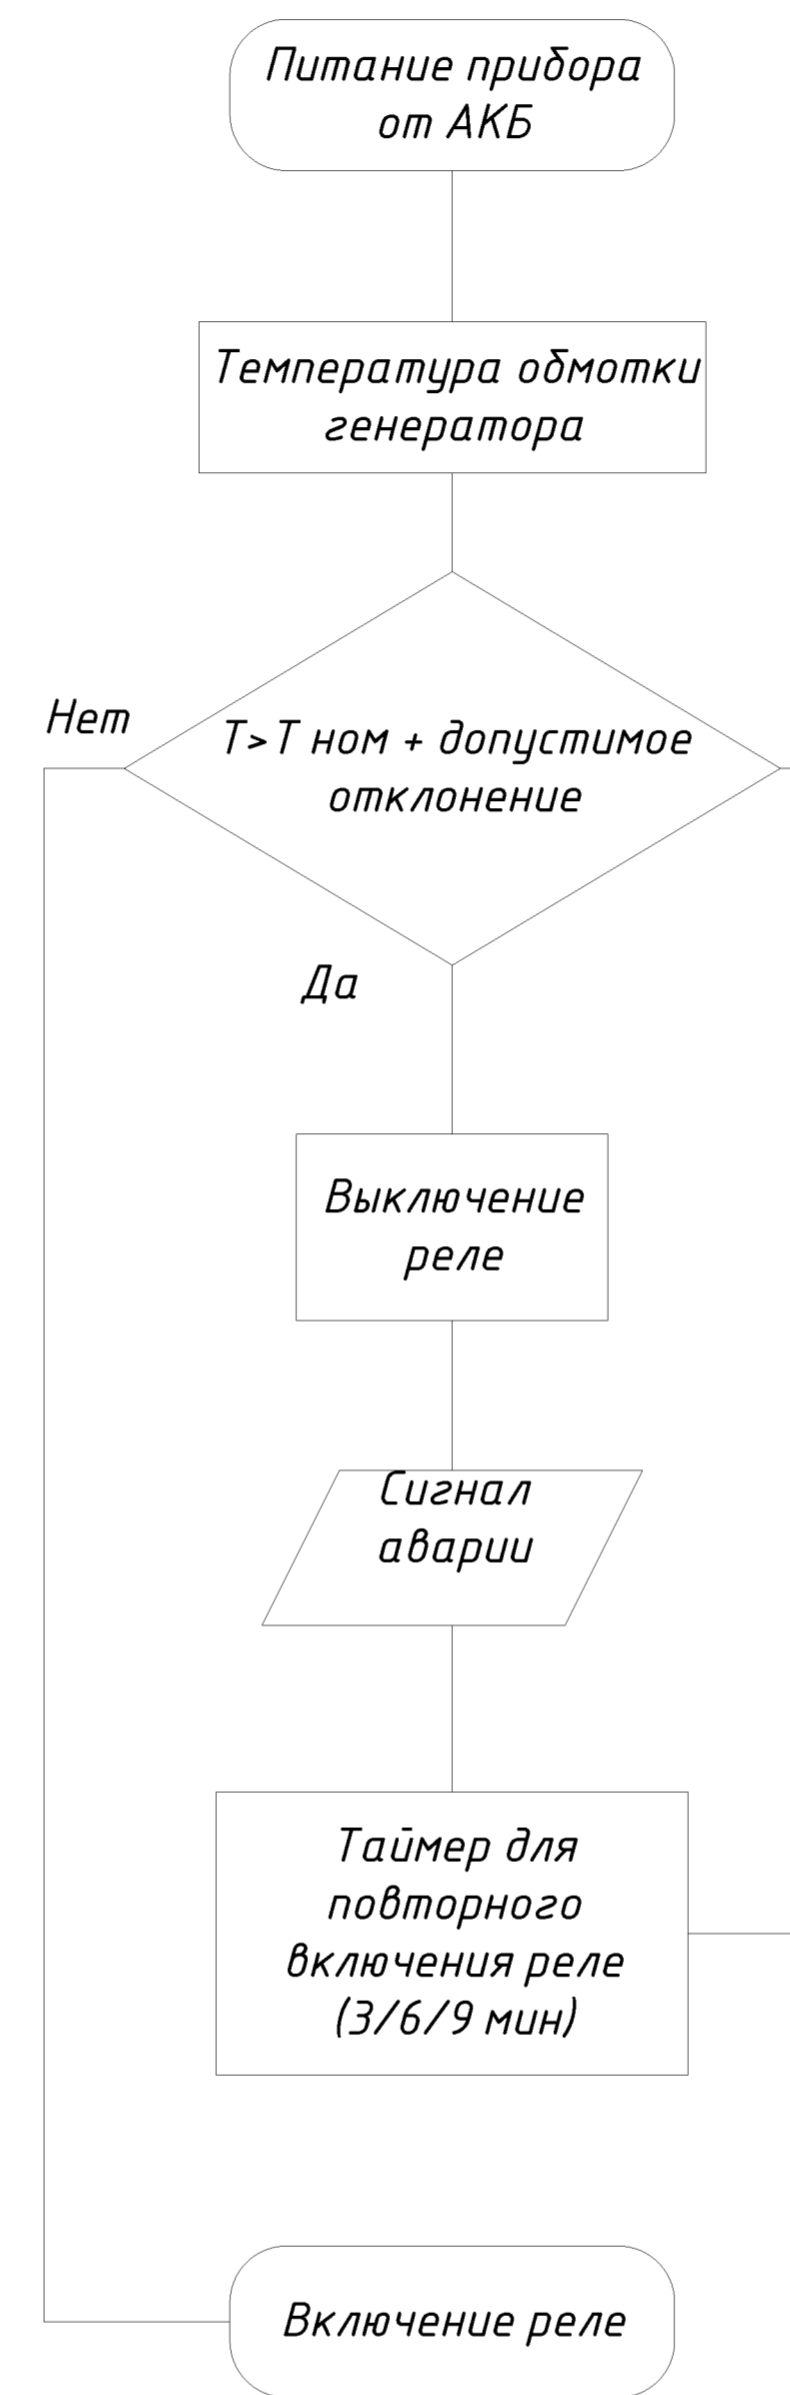 Питание прибора
от АКБ
Температура обмотки
генератора
Нет
Т>Т ном + допустимое
отклонение
Да
Выключение
реле
Сигнал
аварии
Таймер для
повторного
включения реле
(3/6/9 мин)
Включение реле